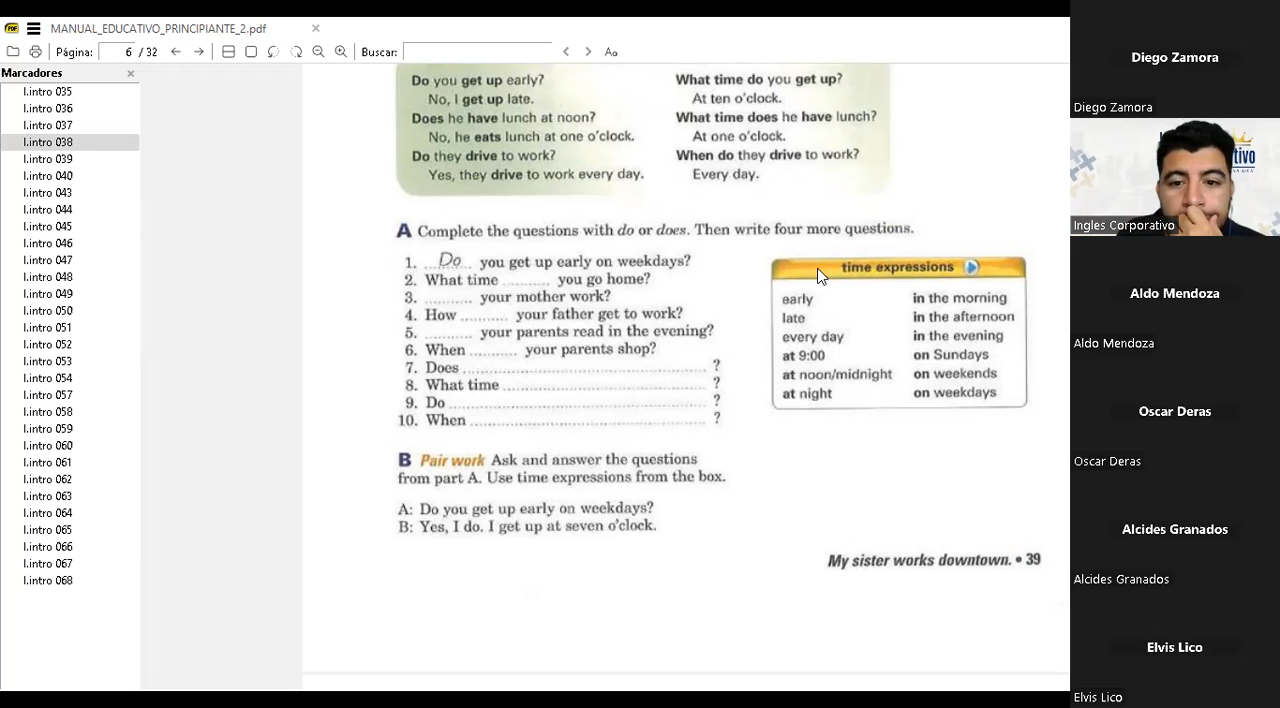 MANUAL_EDUCATIVO_PRINCIPIANTE_2.pdf
Página: 6 / 32 Buscar:
Marcadores
I.intro 035
I.intro 036
I.intro 037
I.intro 038
I.intro 039
I.intro 040
I.intro 043
I.intro 044
I.intro 045
I.intro 046
I.intro 047
I.intro 048
I.intro 049
I.intro 050
I.intro 051
I.intro 052
I.intro 053
I.intro 054
I.intro 057
I.intro 058
I.intro 059
I.intro 060
I.intro 061
I.intro 062
I.intro 063
I.intro 064
I.intro 065
I.intro 066
I.intro 067
I.intro 068
Do you get up early?
No, I get up late.
Does he have lunch at noon?
No, he eats lunch at one o'clock.
Do they drive to work?
Yes, they drive to work every day.
What time do you get up?
At ten o'clock.
What time does he have lunch?
At one o'clock.
When do they drive to work?
Every day.
A Complete the questions with do or does. Then write four more questions.
1. Do you get up early on weekdays?
2. What time .......... you go home?
3. .......... your mother work?
4. How .......... your father get to work?
5. .......... your parents read in the evening?
6. When .......... your parents shop?
7. Does .......... ?
8. What time .......... ?
9. Do .......... ?
10. When .......... ?
time expressions
early in the morning
late in the afternoon
every day in the evening
at 9:00 on Sundays
at noon/midnight on weekends
at night on weekdays
B Pair work Ask and answer the questions
from part A. Use time expressions from the box.
A: Do you get up early on weekdays?
B: Yes, I do. I get up at seven o'clock.
My sister works downtown. • 39
Diego Zamora
Diego Zamora
Ingles Corporativo
Aldo Mendoza
Aldo Mendoza
Oscar Deras
Oscar Deras
Alcides Granados
Alcides Granados
Elvis Lico
Elvis Lico